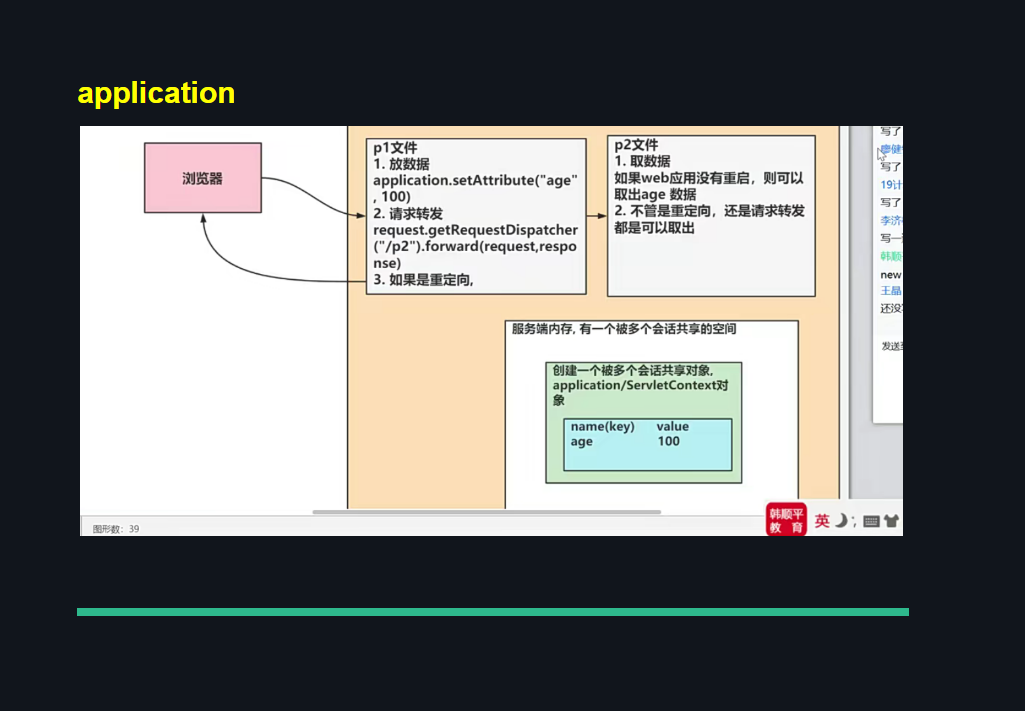 application
浏览器
p1文件
1. 放数据
application.setAttribute("age"
, 100)
2. 请求转发
request.getRequestDispatcher
("/p2").forward(request,respo
nse)
3. 如果是重定向,
p2文件
1. 取数据
如果web应用没有重启，则可以
取出age 数据
2. 不管是重定向，还是请求转发
都是可以取出
服务端内存, 有一个被多个会话共享的空间
创建一个被多个会话共享对象,
application/ServletContext对
象
name(key) value
age 100
写了
写了
19计
写了
李济
写一
韩顺
new
王晶
还没
发送到
图形数: 39
韩顺平
教 育
英